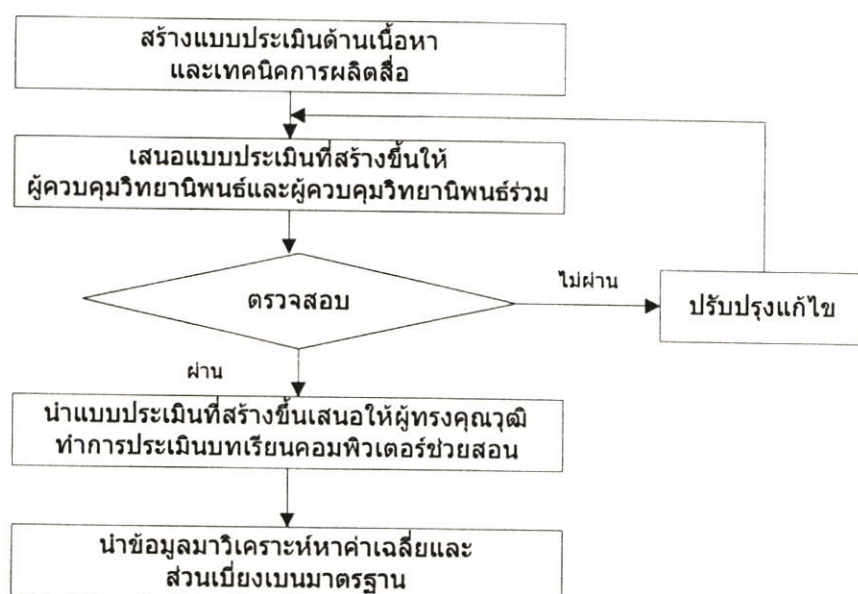 สร้างแบบประเมินด้านเนื้อหา
และเทคนิคการผลิตสื่อ
เสนอแบบประเมินที่สร้างขึ้นให้
ผู้ควบคุมวิทยานิพนธ์และผู้ควบคุมวิทยานิพนธ์ร่วม
ตรวจสอบ
ไม่ผ่าน
ปรับปรุงแก้ไข
ผ่าน
นำแบบประเมินที่สร้างขึ้นเสนอให้ผู้ทรงคุณวุฒิ
ทำการประเมินบทเรียนคอมพิวเตอร์ช่วยสอน
นำข้อมูลมาวิเคราะห์หาค่าเฉลี่ยและ
ส่วนเบี่ยงเบนมาตรฐาน